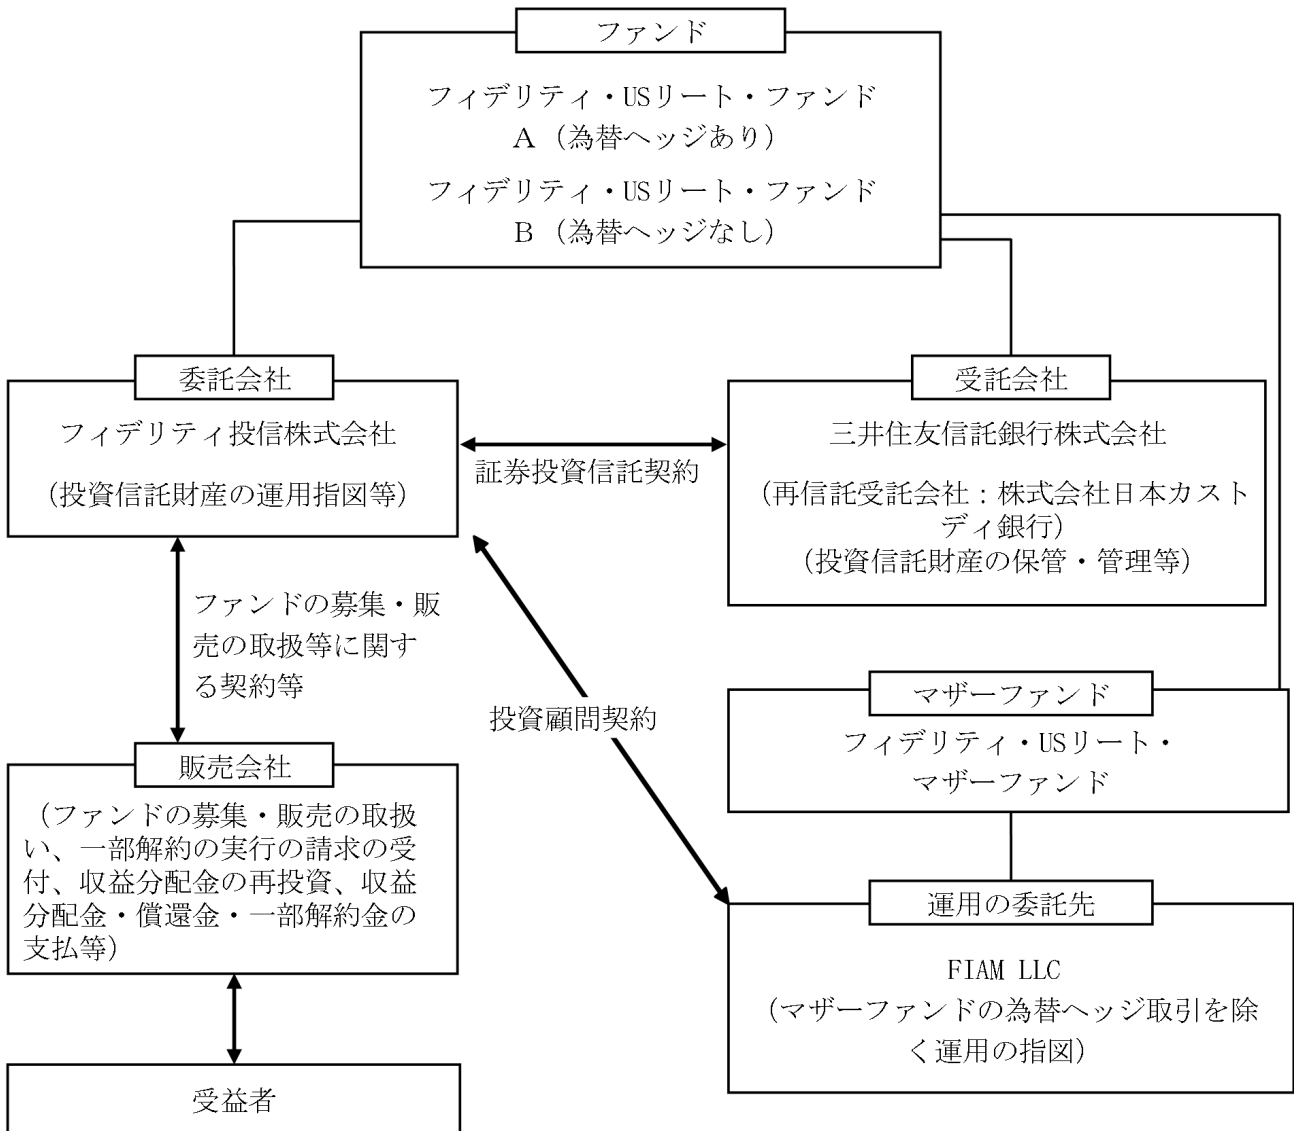 ファンド
フィデリティ・USリート・ファンド
A（為替ヘッジあり）
フィデリティ・USリート・ファンド
B（為替ヘッジなし）
委託会社
フィデリティ投信株式会社
（投資信託財産の運用指図等）
証券投資信託契約
受託会社
三井住友信託銀行株式会社
（再信託受託会社：株式会社日本カスト
ディ銀行）
（投資信託財産の保管・管理等）
ファンドの募集・販
売の取扱等に関す
る契約等
投資顧問契約
マザーファンド
フィデリティ・USリート・
マザーファンド
販売会社
（ファンドの募集・販売の取扱
い、一部解約の実行の請求の受
付、収益分配金の再投資、収益
分配金・償還金・一部解約金の
支払等）
運用の委託先
FIAM LLC
（マザーファンドの為替ヘッジ取引を除
く運用の指図）
受益者